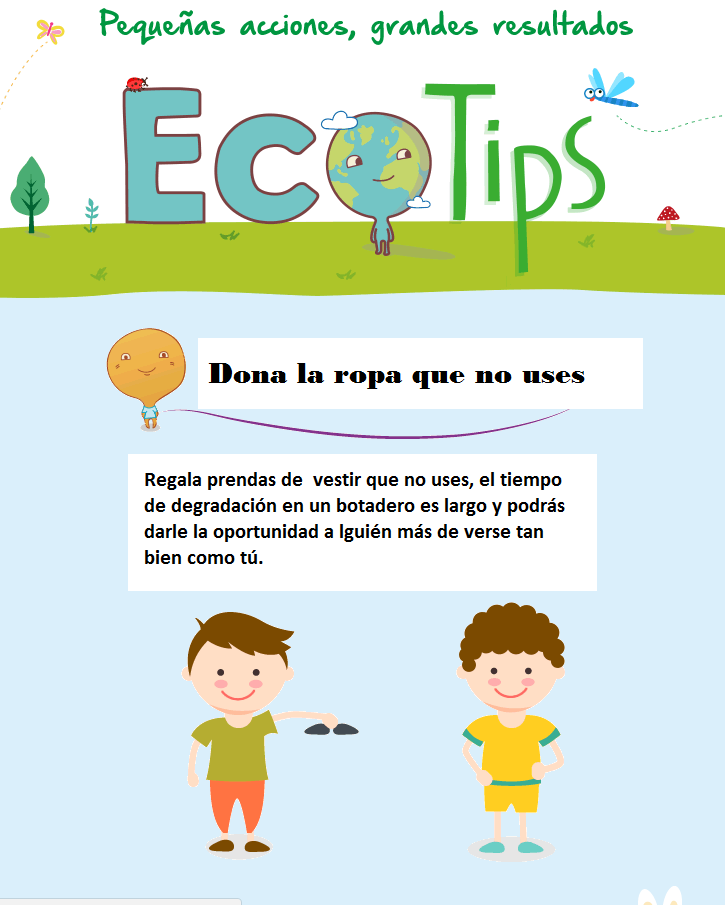 Pequeñas acciones, grandes resultados
Eco Tips
Dona la ropa que no uses
Regala prendas de  vestir que no uses, el tiempo
de degradación en un botadero es largo y podrás
darle la oportunidad a lguién más de verse tan
bien como tú.